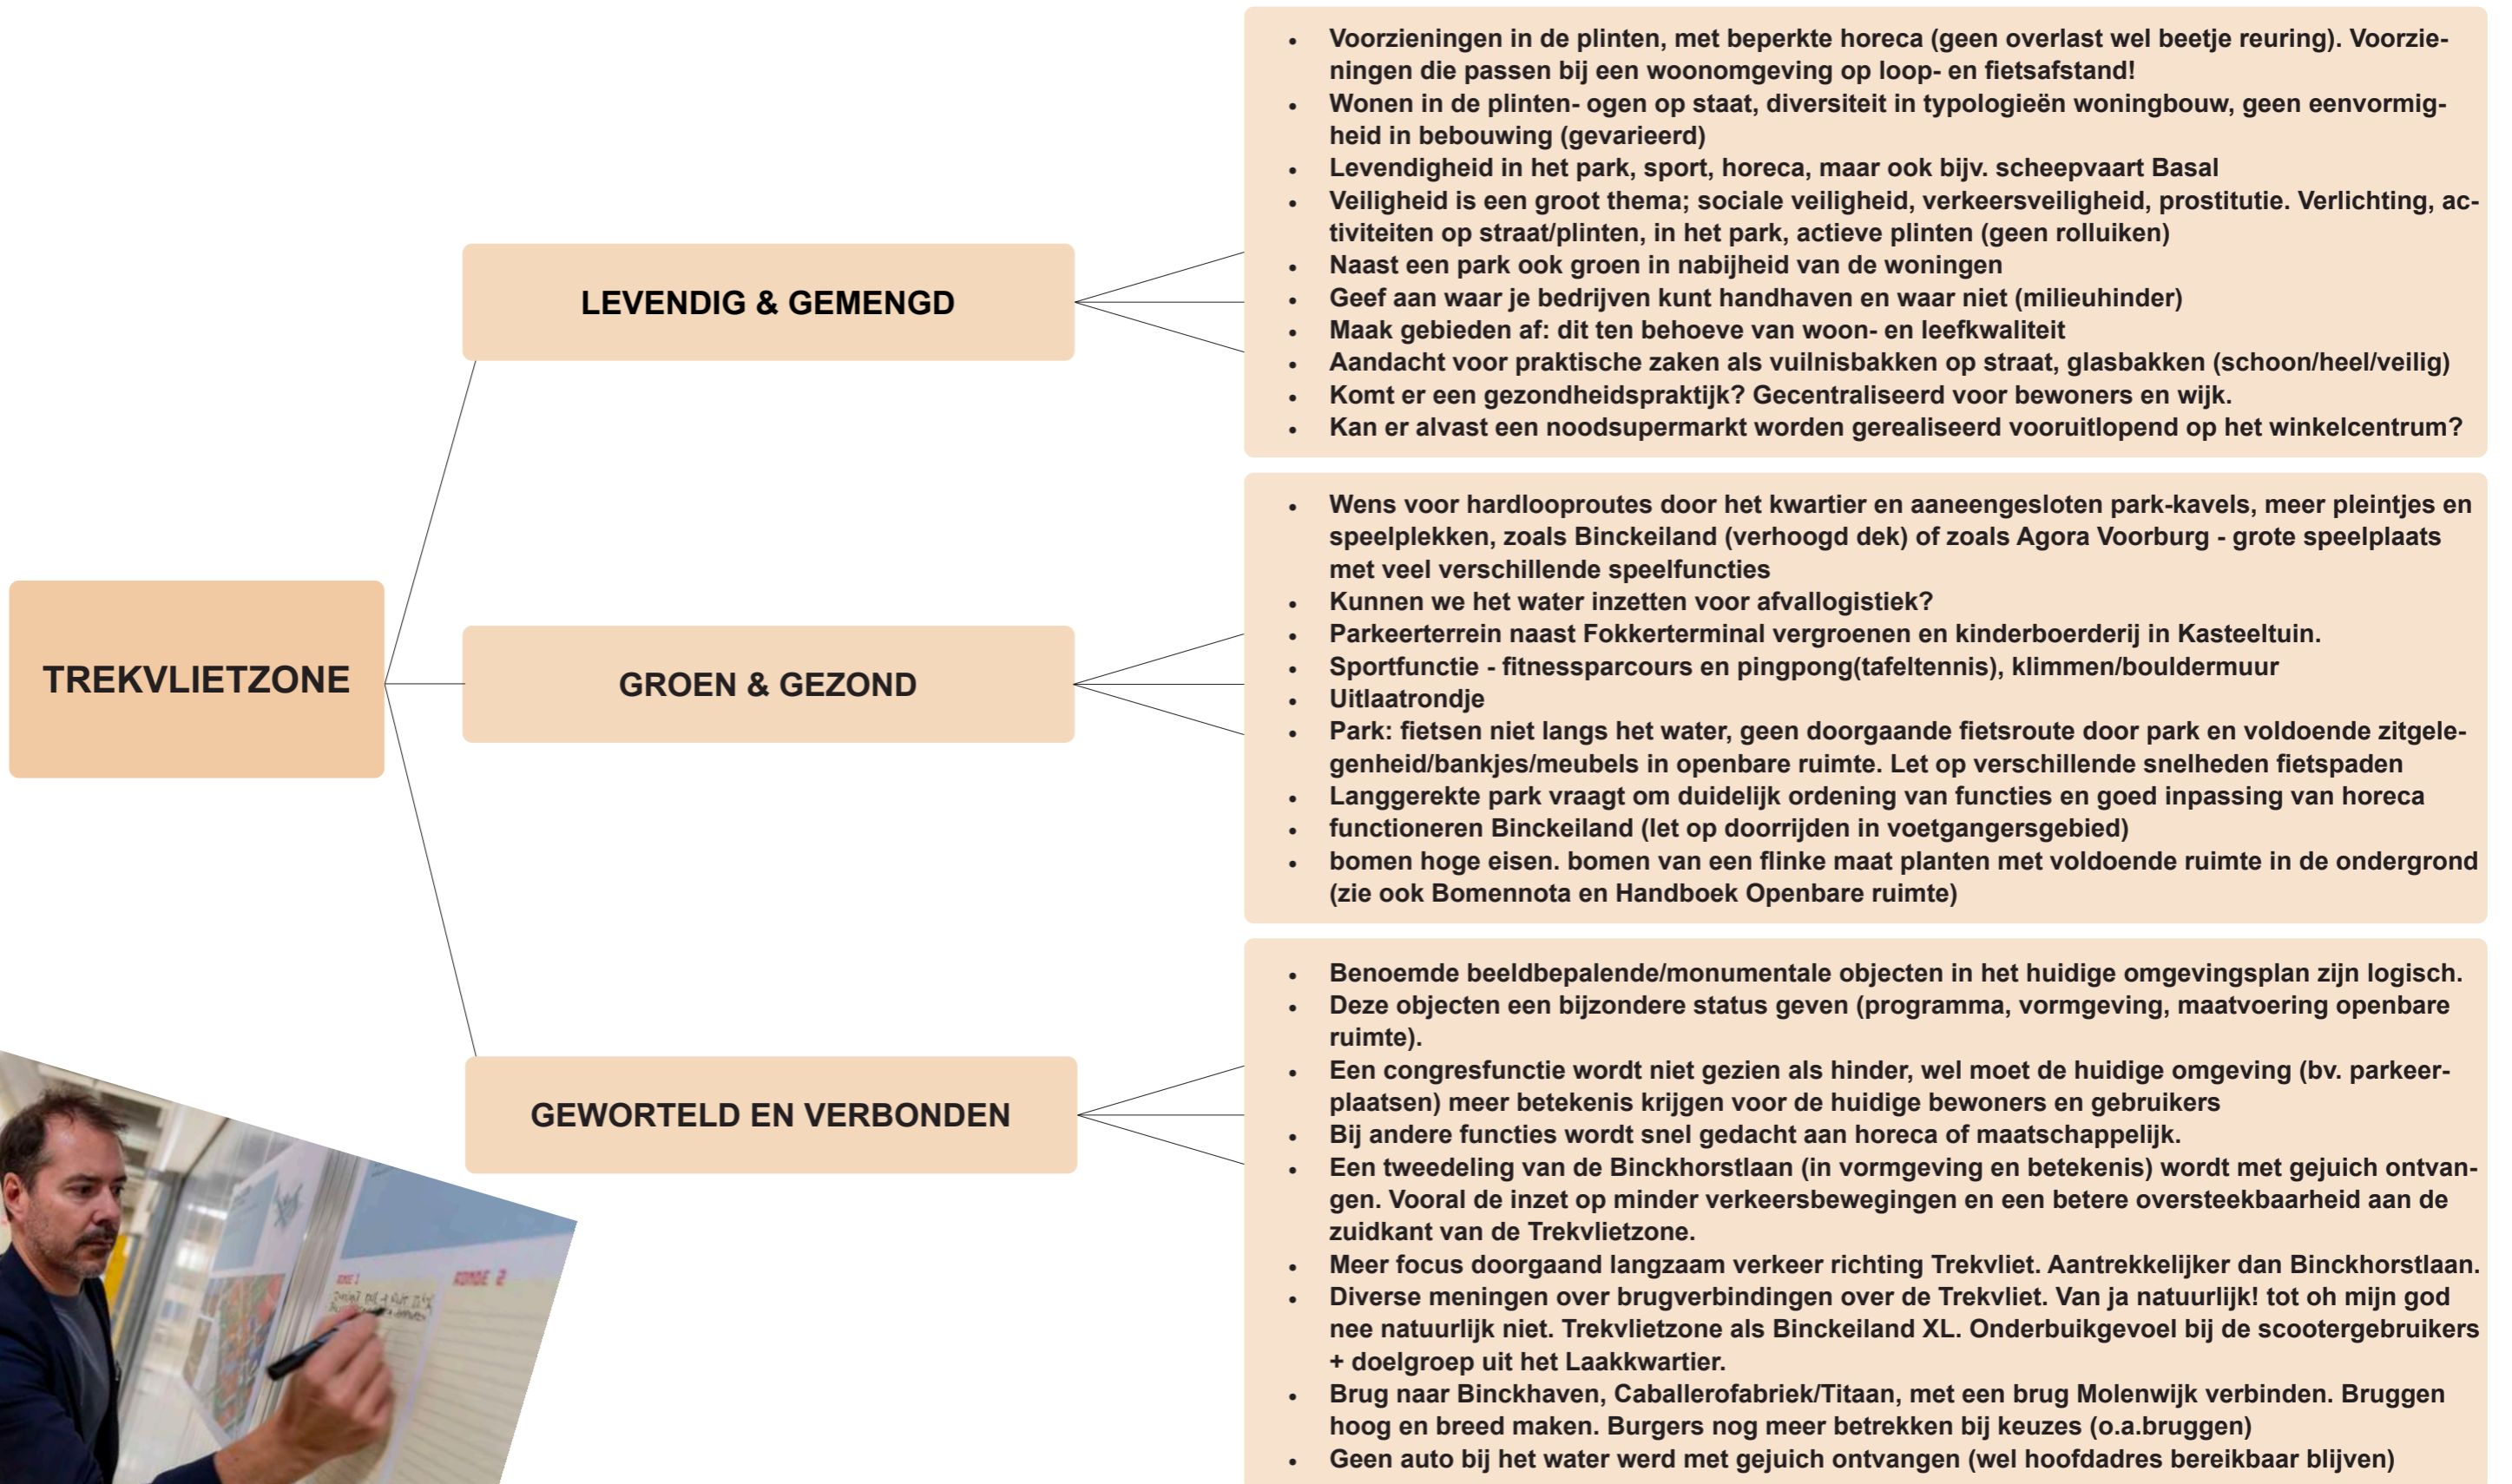 TREKVLIETZONE
LEVENDIG & GEMENGD
• Voorzieningen in de plinten, met beperkte horeca (geen overlast wel beetje reuring). Voorzie-
ningen die passen bij een woonomgeving op loop- en fietsafstand!
• Wonen in de plinten- ogen op staat, diversiteit in typologieën woningbouw, geen eenvormig-
heid in bebouwing (gevarieerd)
• Levendigheid in het park, sport, horeca, maar ook bijv. scheepvaart Basal
• Veiligheid is een groot thema; sociale veiligheid, verkeersveiligheid, prostitutie. Verlichting, ac-
tiviteiten op straat/plinten, in het park, actieve plinten (geen rolluiken)
• Naast een park ook groen in nabijheid van de woningen
• Geef aan waar je bedrijven kunt handhaven en waar niet (milieuhinder)
• Maak gebieden af: dit ten behoeve van woon- en leefkwaliteit
• Aandacht voor praktische zaken als vuilnisbakken op straat, glasbakken (schoon/heel/veilig)
• Komt er een gezondheidspraktijk? Gecentraliseerd voor bewoners en wijk.
• Kan er alvast een noodsupermarkt worden gerealiseerd vooruitlopend op het winkelcentrum?
GROEN & GEZOND
• Wens voor hardlooproutes door het kwartier en aaneengesloten park-kavels, meer pleintjes en
speelplekken, zoals Binckeiland (verhoogd dek) of zoals Agora Voorburg - grote speelplaats
met veel verschillende speelfuncties
• Kunnen we het water inzetten voor afvallogistiek?
• Parkeerterrein naast Fokkerterminal vergroenen en kinderboerderij in Kasteeltuin.
• Sportfunctie - fitnessparcours en pingpong(tafeltennis), klimmen/bouldermuur
• Uitlaatrondje
• Park: fietsen niet langs het water, geen doorgaande fietsroute door park en voldoende zitgele-
genheid/bankjes/meubels in openbare ruimte. Let op verschillende snelheden fietspaden
• Langgerekte park vraagt om duidelijk ordening van functies en goed inpassing van horeca
• functioneren Binckeiland (let op doorrijden in voetgangersgebied)
• bomen hoge eisen. bomen van een flinke maat planten met voldoende ruimte in de ondergrond
(zie ook Bomennota en Handboek Openbare ruimte)
GEWORTELD EN VERBONDEN
• Benoemde beeldbepalende/monumentale objecten in het huidige omgevingsplan zijn logisch.
• Deze objecten een bijzondere status geven (programma, vormgeving, maatvoering openbare
ruimte).
• Een congresfunctie wordt niet gezien als hinder, wel moet de huidige omgeving (bv. parkeer-
plaatsen) meer betekenis krijgen voor de huidige bewoners en gebruikers
• Bij andere functies wordt snel gedacht aan horeca of maatschappelijk.
• Een tweedeling van de Binckhorstlaan (in vormgeving en betekenis) wordt met gejuich ontvan-
gen. Vooral de inzet op minder verkeersbewegingen en een betere oversteekbaarheid aan de
zuidkant van de Trekvlietzone.
• Meer focus doorgaand langzaam verkeer richting Trekvliet. Aantrekkelijker dan Binckhorstlaan.
• Diverse meningen over brugverbindingen over de Trekvliet. Van ja natuurlijk! tot oh mijn god
nee natuurlijk niet. Trekvlietzone als Binckeiland XL. Onderbuikgevoel bij de scootergebruikers
+ doelgroep uit het Laakkwartier.
• Brug naar Binckhaven, Caballerofabriek/Titaan, met een brug Molenwijk verbinden. Bruggen
hoog en breed maken. Burgers nog meer betrekken bij keuzes (o.a.bruggen)
• Geen auto bij het water werd met gejuich ontvangen (wel hoofdadres bereikbaar blijven)
RONDE 1
RONDE 2